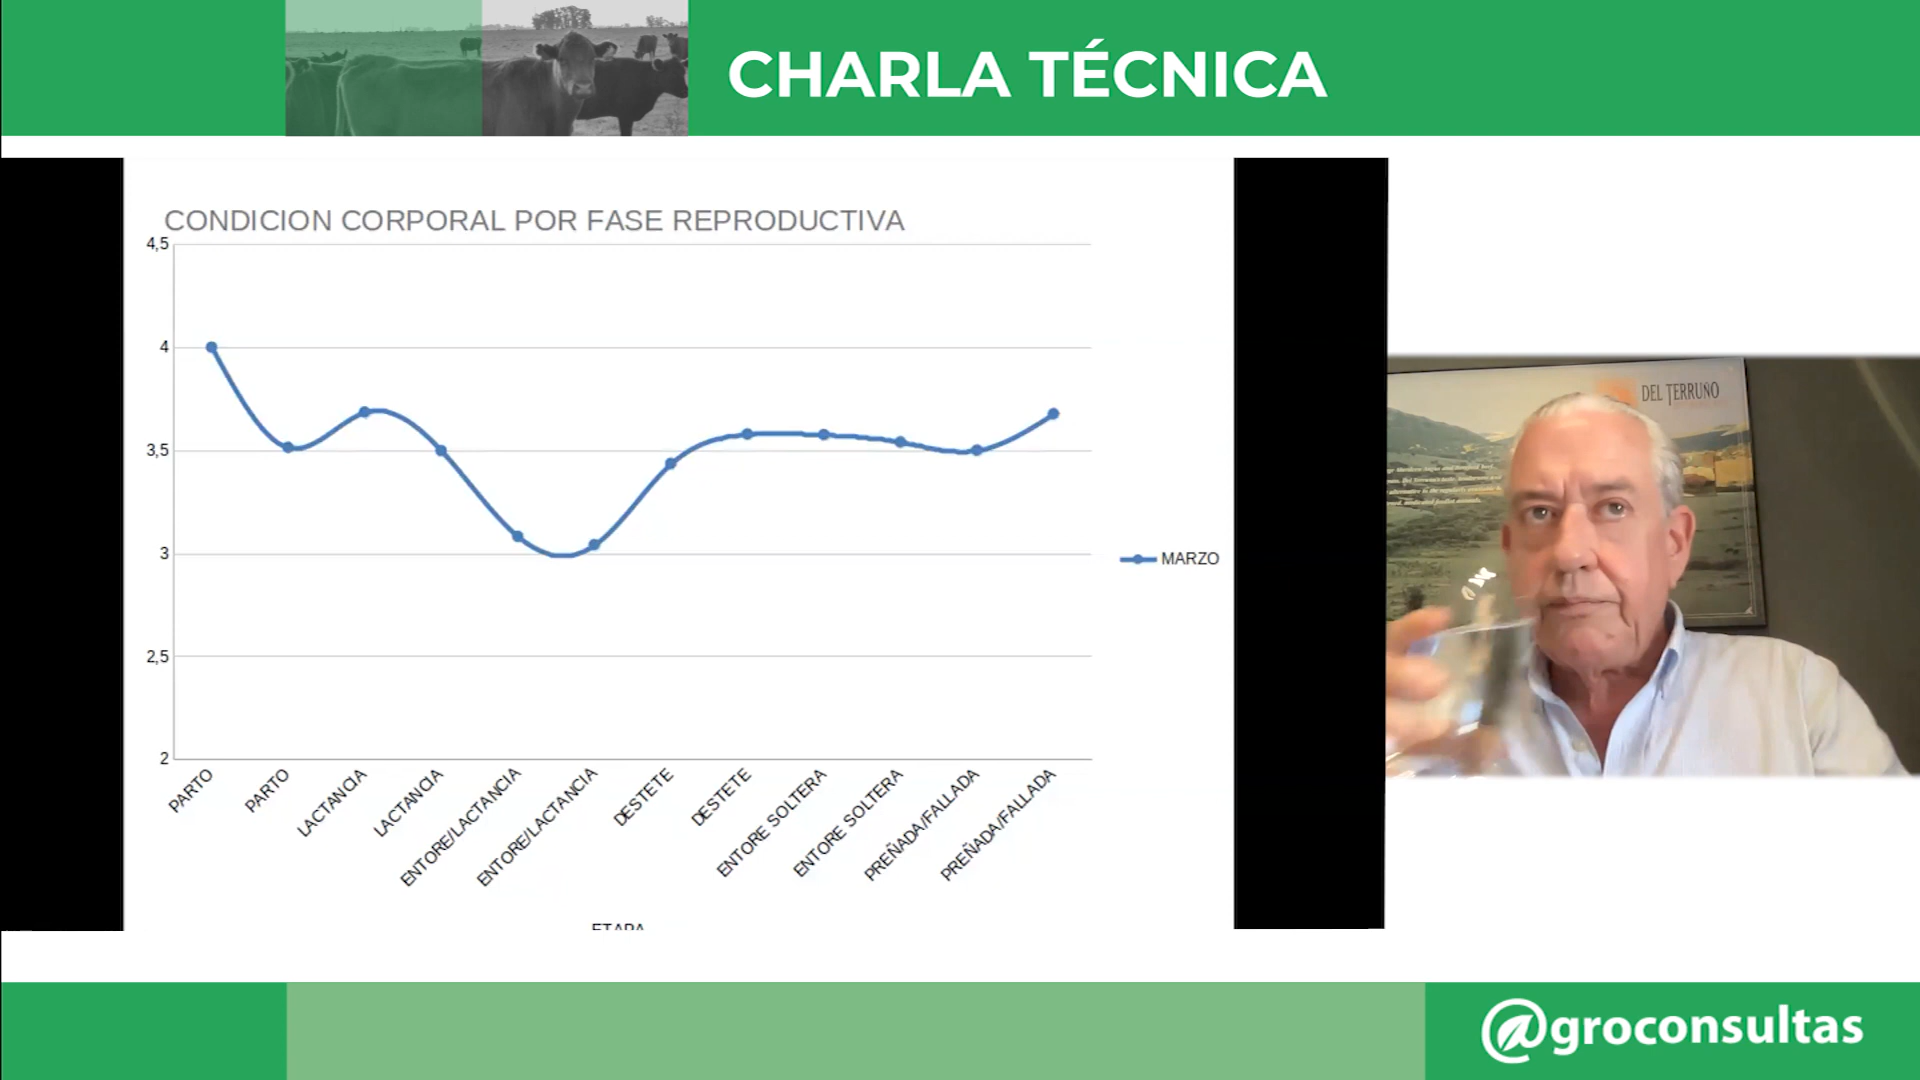 CHARLA TÉCNICA
CONDICION CORPORAL POR FASE REPRODUCTIVA
4,5
4
3,5
3
2,5
2
PARTO
PARTO
LACTANCIA
LACTANCIA
ENTORE/LACTANCIA
ENTORE/LACTANCIA
DESTETE
DESTETE
ENTORE SOLTERA
ENTORE SOLTERA
PREÑADA/FALLADA
PREÑADA/FALLADA
ETAPA
MARZO
DEL TERRUÑO
@groconsultas